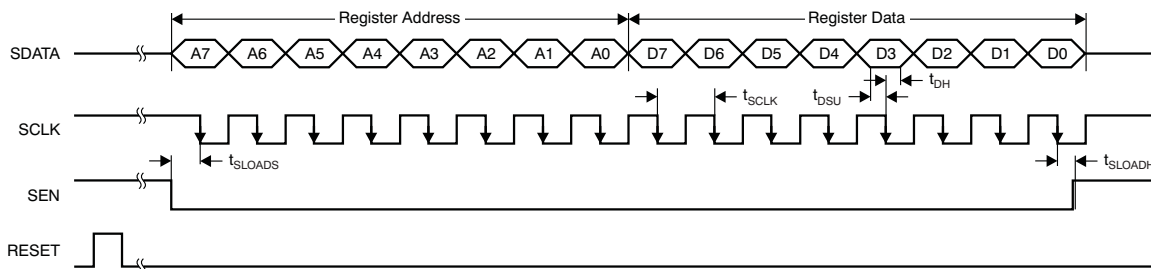 Register Address Register Data
SDATA A7 A6 A5 A4 A3 A2 A1 A0 D7 D6 D5 D4 D3 D2 D1 D0
tSCLK tDSU tDH
SCLK
tSLOADS tSLOADH
SEN
RESET